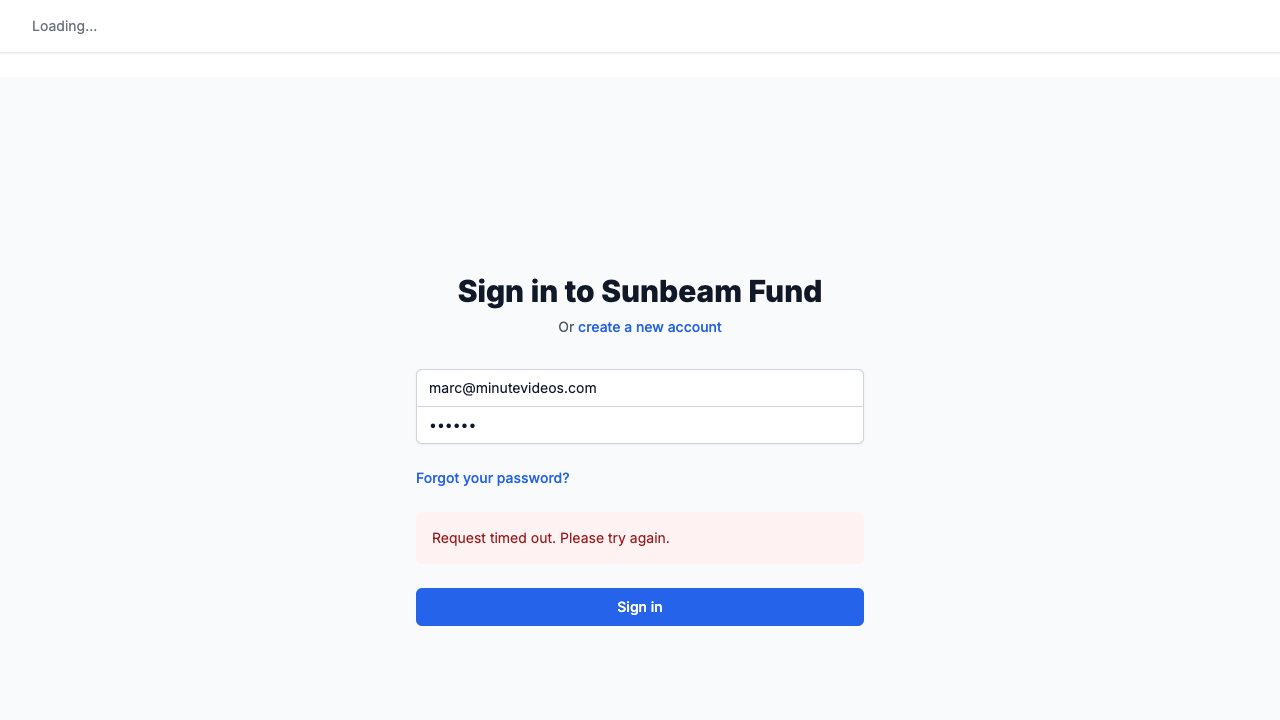 Loading...
Sign in to Sunbeam Fund
Or create a new account
marc@minutevideos.com
••••••
Forgot your password?
Request timed out. Please try again.
Sign in